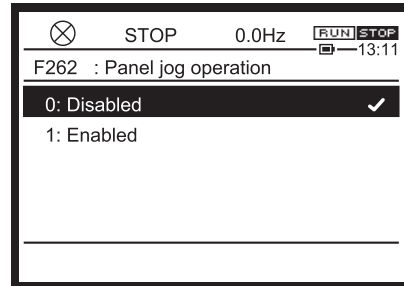 STOP 0.0Hz RUN STOP
13:11
F262 : Panel jog operation
0: Disabled
1: Enabled